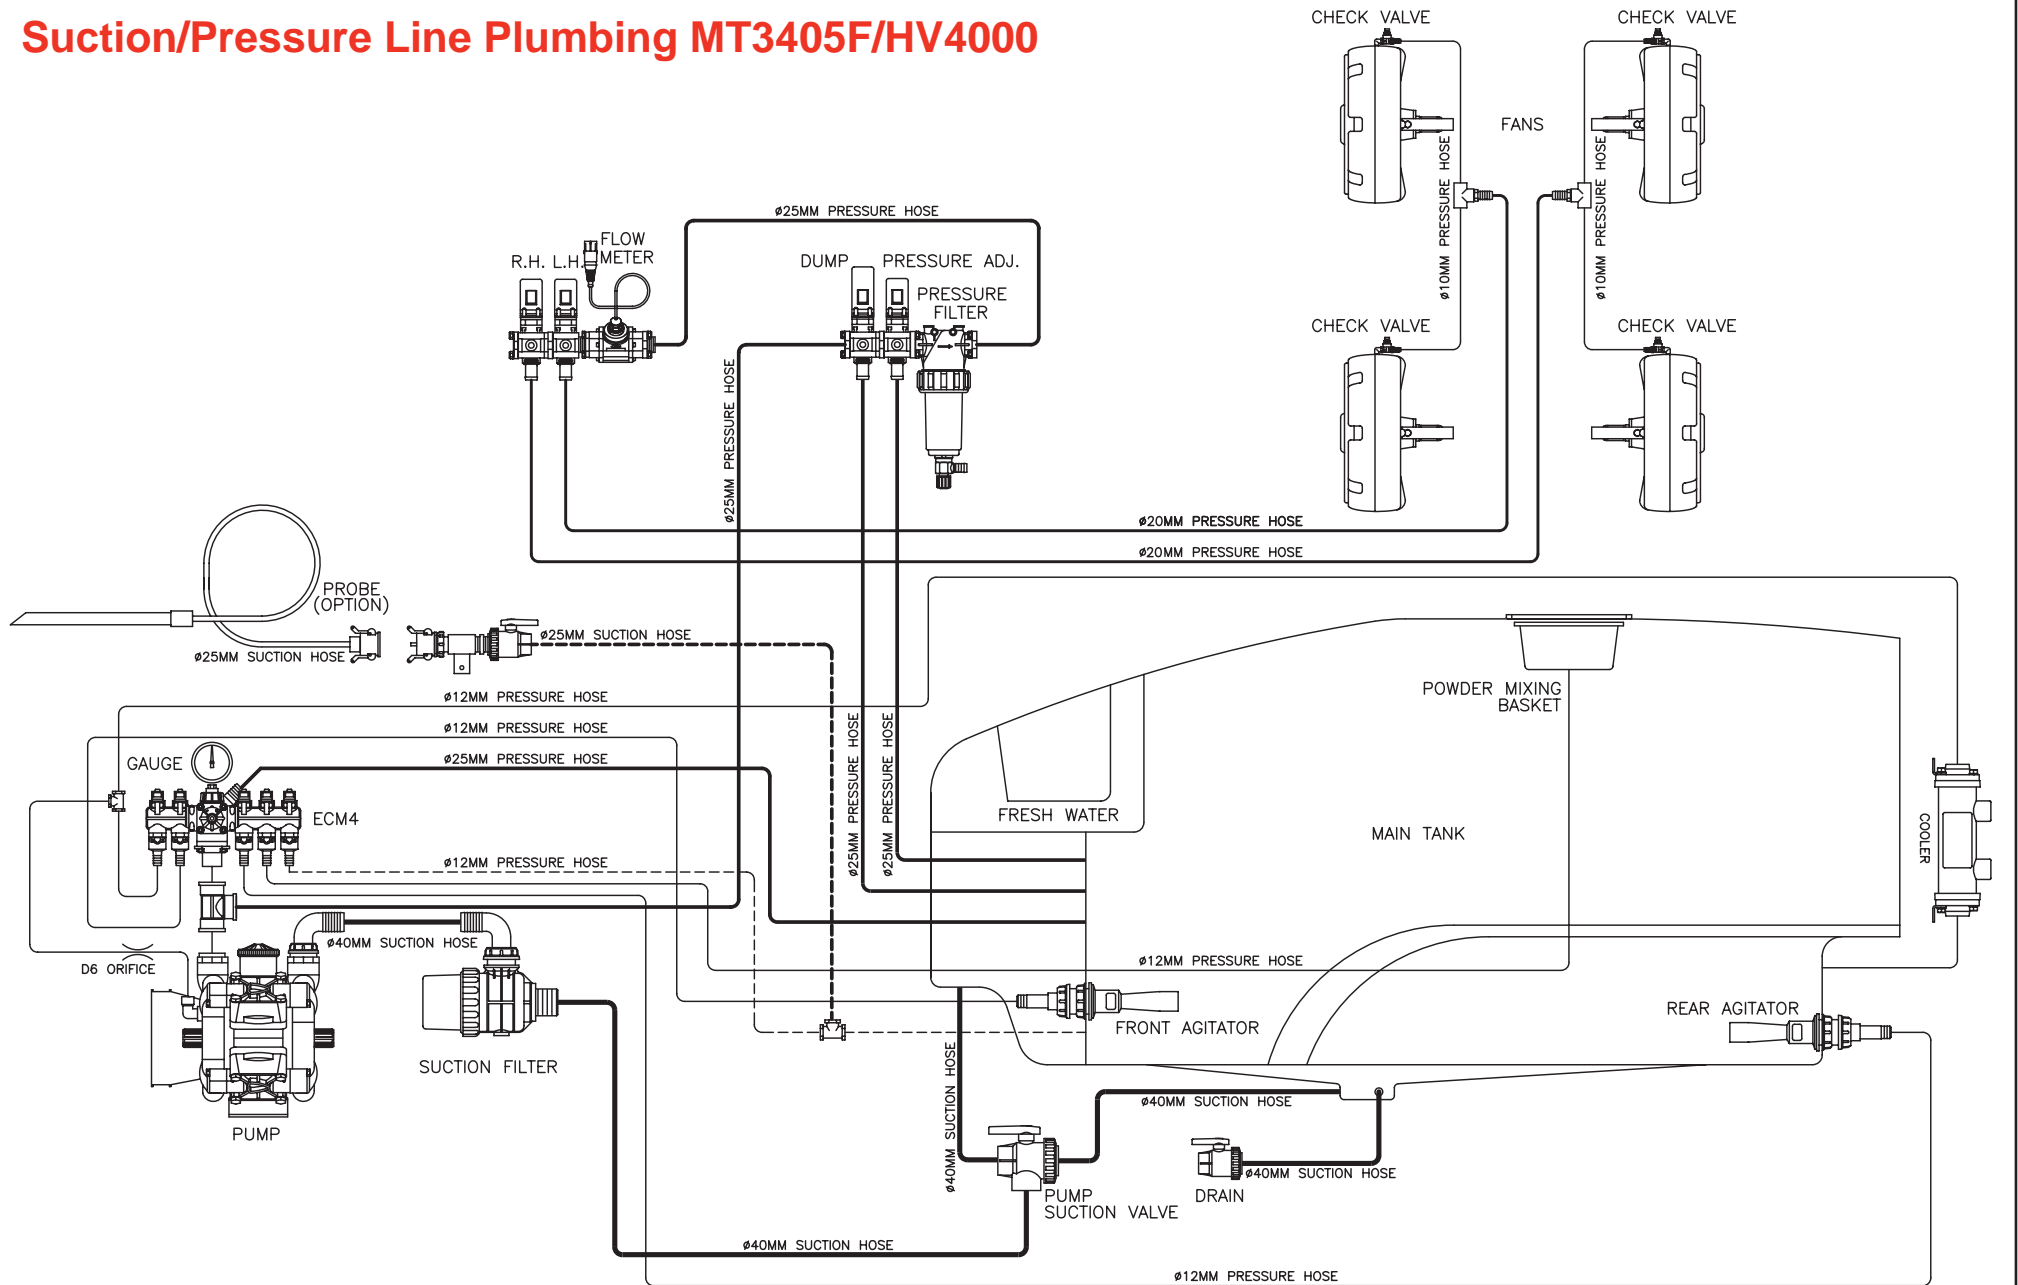 Suction/Pressure Line Plumbing MT3405F/HV4000
CHECK VALVE
CHECK VALVE
FANS
ø10MM PRESSURE HOSE
ø10MM PRESSURE HOSE
CHECK VALVE
CHECK VALVE
ø25MM PRESSURE HOSE
R.H. L.H.
FLOW
METER
DUMP
PRESSURE ADJ.
PRESSURE
FILTER
ø25MM PRESSURE HOSE
ø20MM PRESSURE HOSE
ø20MM PRESSURE HOSE
PROBE
(OPTION)
ø25MM SUCTION HOSE
ø25MM SUCTION HOSE
ø12MM PRESSURE HOSE
ø12MM PRESSURE HOSE
ø25MM PRESSURE HOSE
GAUGE
ECM4
ø12MM PRESSURE HOSE
ø25MM PRESSURE HOSE
ø25MM PRESSURE HOSE
POWDER MIXING
BASKET
FRESH WATER
MAIN TANK
COOLER
ø40MM SUCTION HOSE
D6 ORIFICE
ø12MM PRESSURE HOSE
FRONT AGITATOR
REAR AGITATOR
SUCTION FILTER
PUMP
ø40MM SUCTION HOSE
ø40MM SUCTION HOSE
ø40MM SUCTION HOSE
PUMP
SUCTION VALVE
DRAIN
ø40MM SUCTION HOSE
ø12MM PRESSURE HOSE